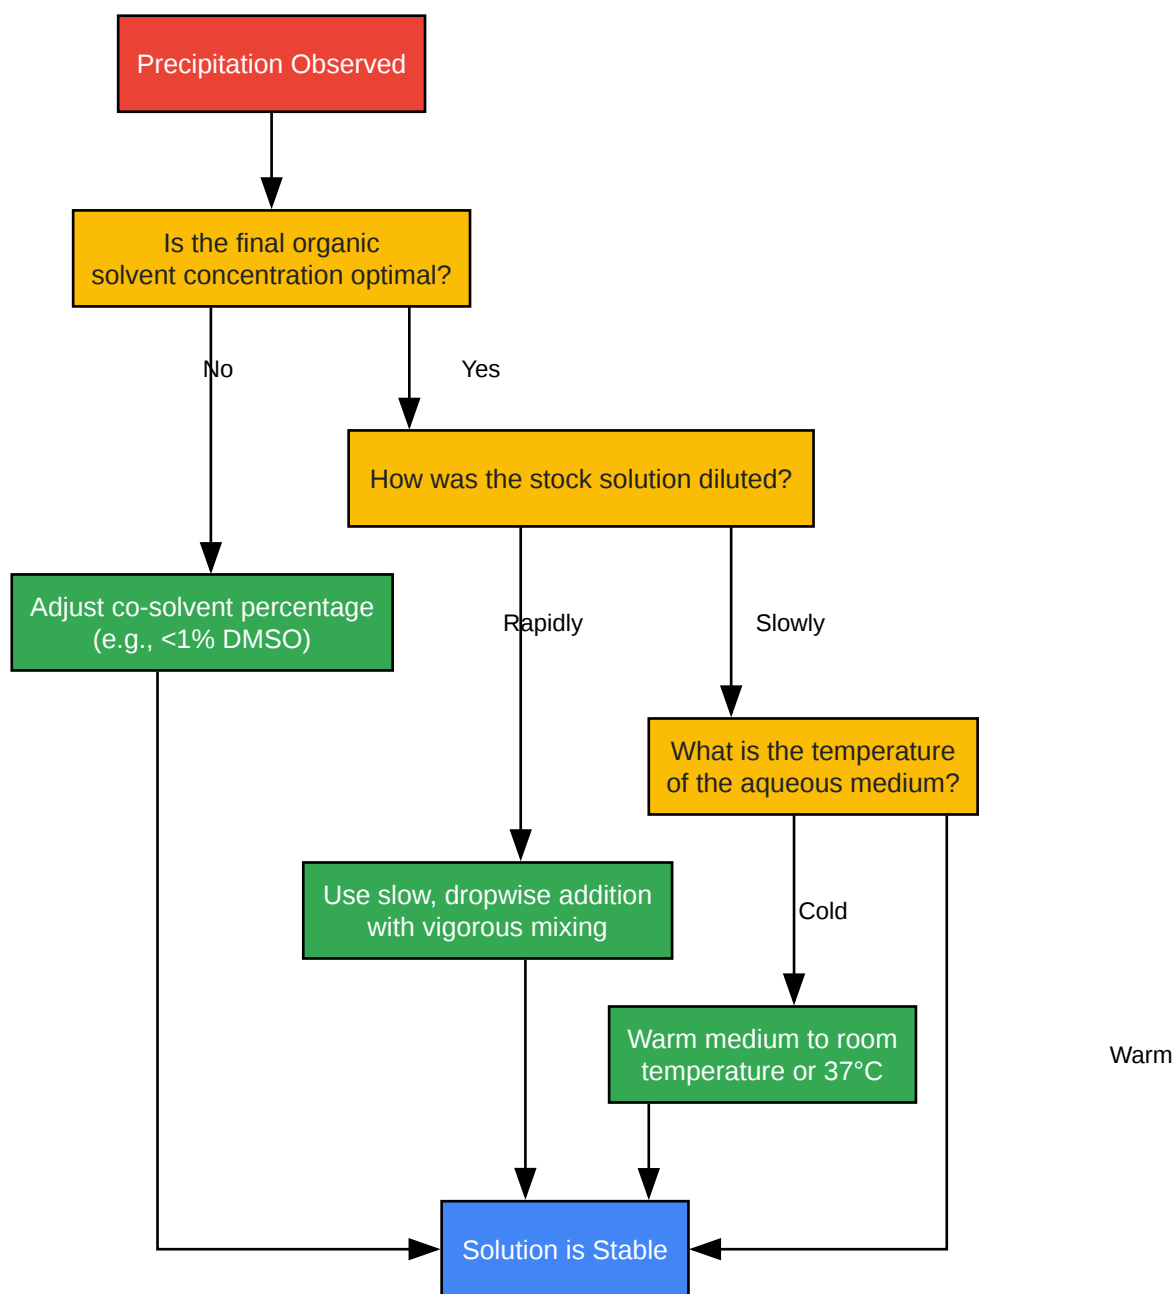 Precipitation Observed
Is the final organic
solvent concentration optimal?
No
Yes
How was the stock solution diluted?
Adjust co-solvent percentage
(e.g., <1% DMSO)
Rapidly
Slowly
What is the temperature
of the aqueous medium?
Use slow, dropwise addition
with vigorous mixing
Cold
Warm medium to room
temperature or 37°C
Warm
Solution is Stable